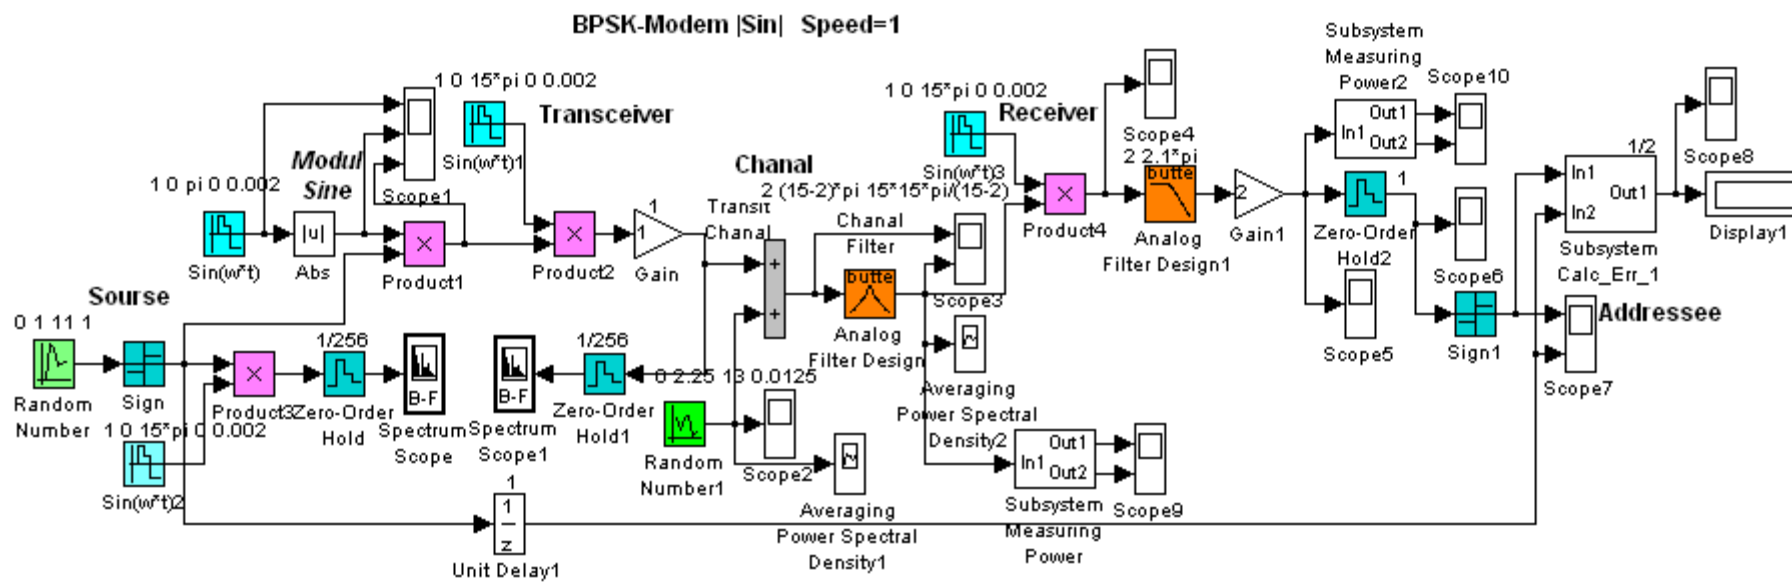 BPSK-Modem |Sin| Speed=1
Subsystem
Measuring
Power2
Scope10
1 0 15*pi 0 0.002
1 0 15*pi 0 0.002
Transceiver
Receiver
Sin(w*t)1
Scope4
Sin(w*t)3
2 2.1*pi
In1
Out1
Out2
1/2
Scope8
Modul
Sine
Scope1
Chanal
2 (15-2)*pi 15*15*pi/(15-2)
butte
2
1
In1
In2
Out1
1 0 pi 0 0.002
|u|
1
1
Transit
Chanal
Chanal
Filter
Product4
Analog
Filter Design1
Gain1
Zero-Order
Hold2
Scope6
Subsystem
Calc_Err_1
Display1
Sin(w*t)
Abs
Product1
Product2
Gain
+
+
butte
Scope3
Sourse
0 1 11 1
1/256
1/256
Analog
Filter Design
Scope5
Sign1
Addressee
Scope7
0 2.25 13 0.0125
Random
Number
Sign
Product3
Zero-Order
Hold
B-F
Spectrum
Scope
B-F
Spectrum
Scope1
Zero-Order
Hold1
Averaging
Power Spectral
Density2
1 0 15*pi 0 0.002
Sin(w*t)2
Random
Number1
Scope2
In1
Out1
Out2
Scope9
Subsystem
Measuring
Power
1
1
z
Unit Delay1
Averaging
Power Spectral
Density1